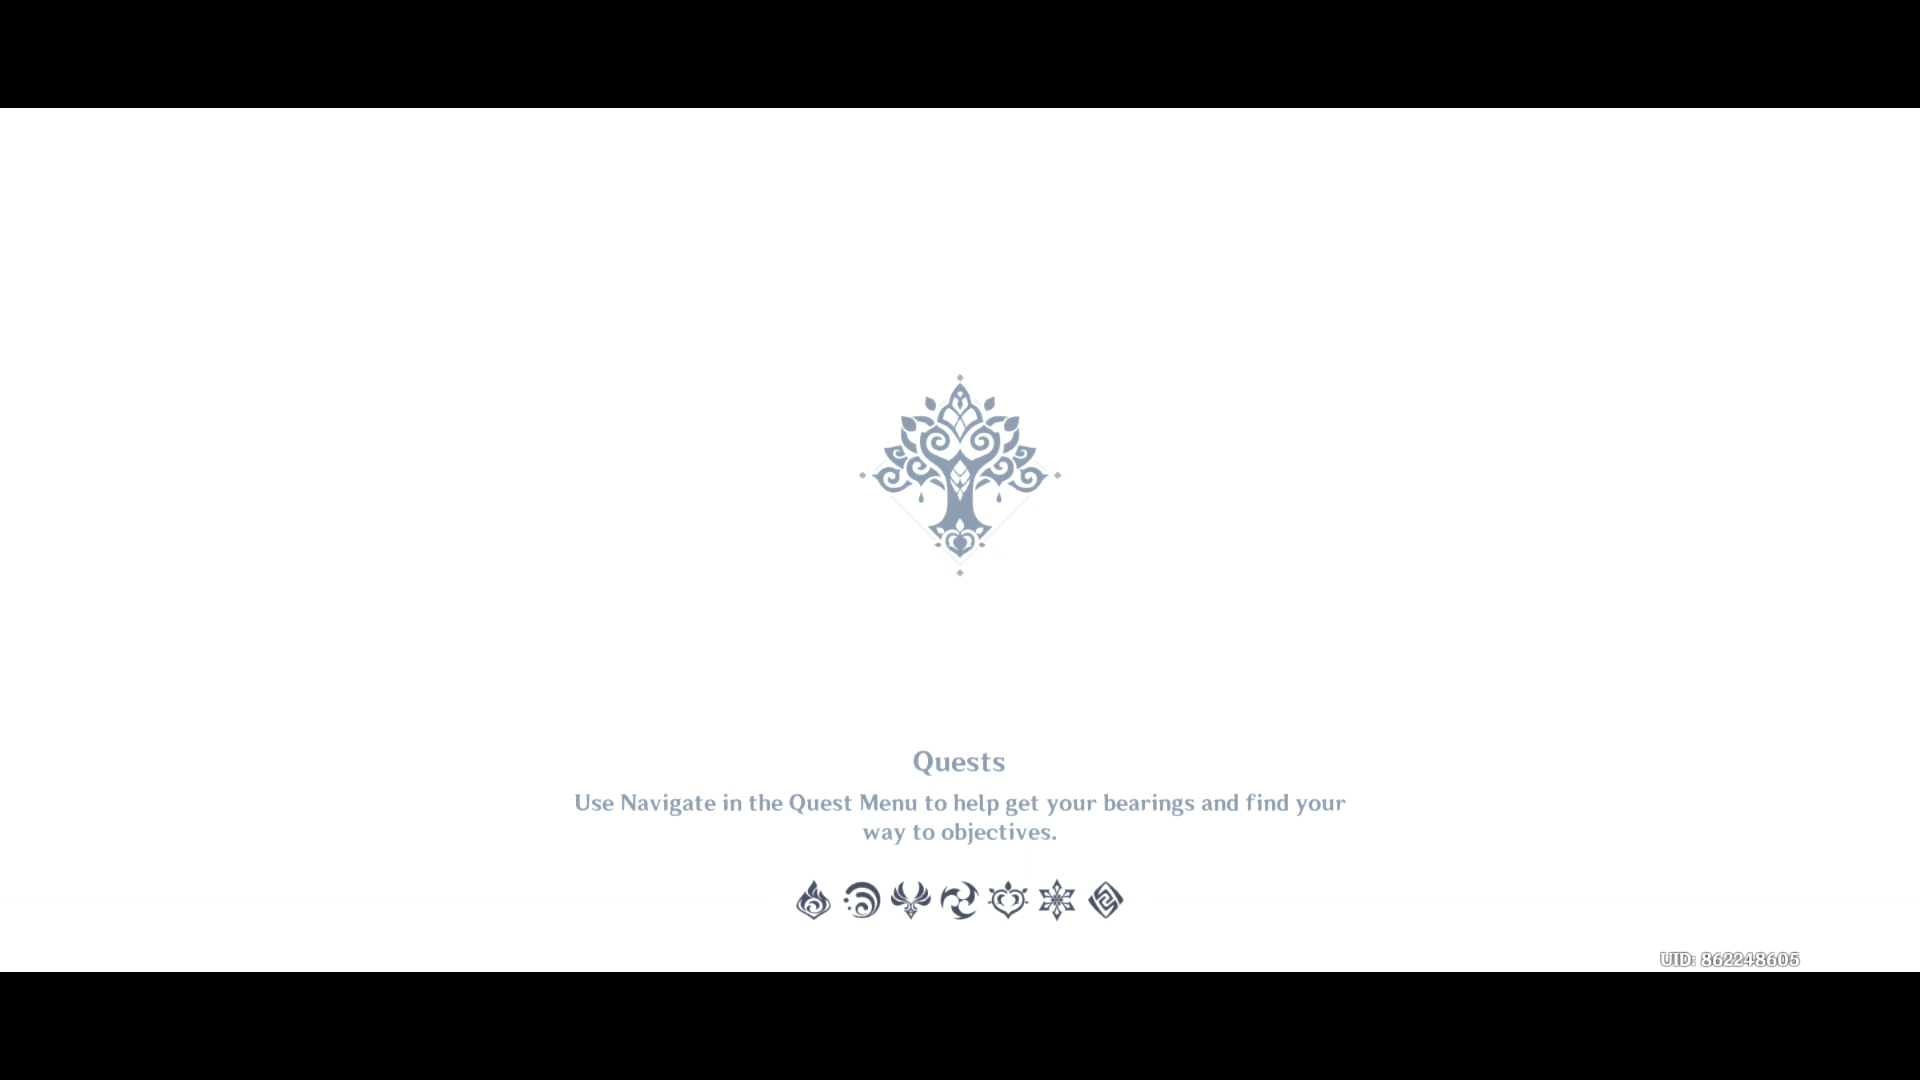 Quests
Use Navigate in the Quest Menu to help get your bearings and find your
way to objectives.
UID: 862248605